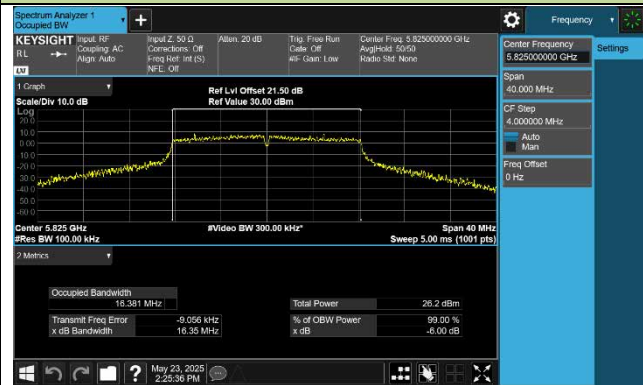 Spectrum Analyzer 1
Occupied BW
Frequency
KEYSIGHT
RL
LXI
Input: RF
Coupling: AC
Align: Auto
Input Z: 50 Ω
Corrections: Off
Freq Ref: Int (S)
NFE: Off
Atten: 20 dB
Trig: Free Run
Gate: Off
#IF Gain: Low
Center Freq: 5.825000000 GHz
Avg|Hold: 50/50
Radio Std: None
Center Frequency
5.825000000 GHz
Settings
Span
40.000 MHz
CF Step
4.000000 MHz
Auto
Man
Freq Offset
0 Hz
1 Graph
Scale/Div 10.0 dB
Ref Lvl Offset 21.50 dB
Ref Value 30.00 dBm
Log
20.0
10.0
0.00
-10.0
-20.0
-30.0
-40.0
-50.0
-60.0
Center 5.825 GHz
#Res BW 100.00 kHz
#Video BW 300.00 kHz*
Span 40 MHz
Sweep 5.00 ms (1001 pts)
2 Metrics
Occupied Bandwidth
16.381 MHz
Total Power 26.2 dBm
Transmit Freq Error -9.056 kHz
% of OBW Power 99.00 %
x dB Bandwidth 16.35 MHz
x dB -6.00 dB
May 23, 2025
2:25:36 PM